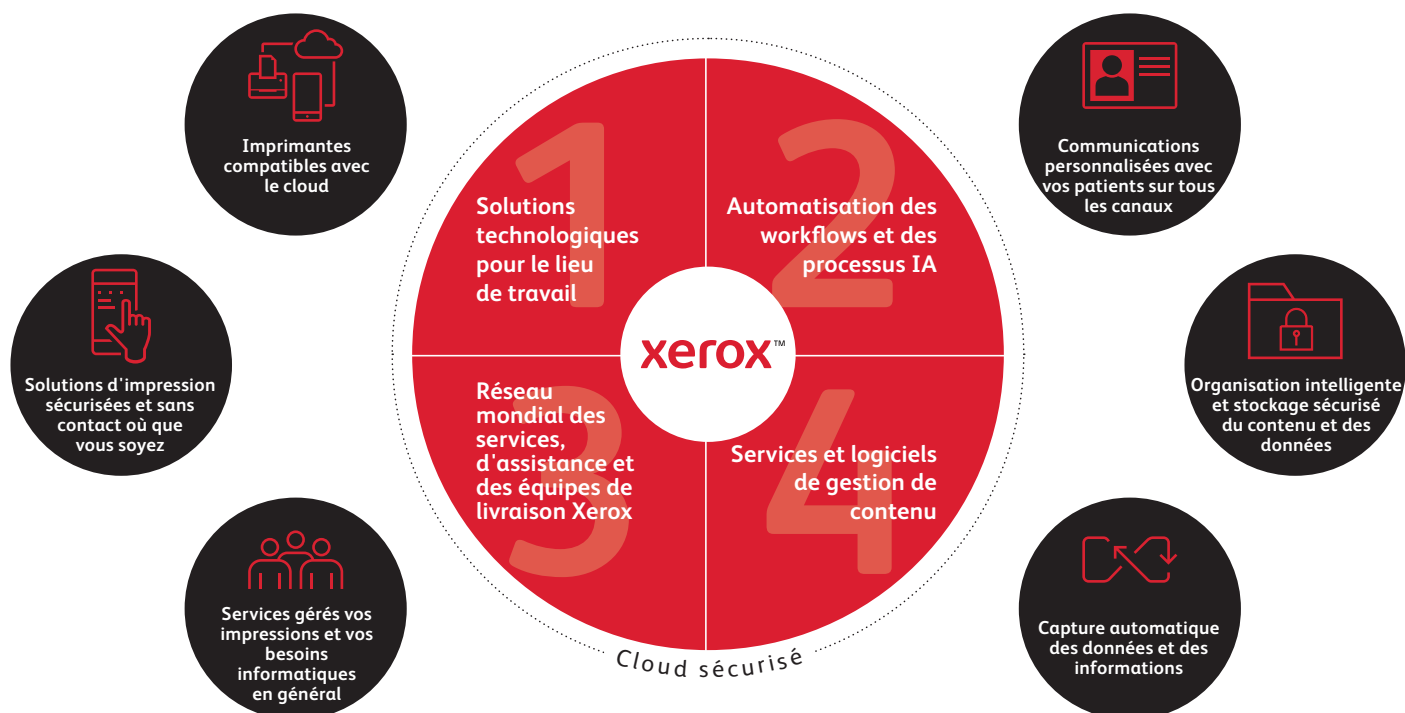 Imprimantes
compatibles avec
le cloud
Solutions d'impression
sécurisées et sans
contact où que
vous soyez
Services gérés vos
impressions et vos
besoins
informatiques
en général
1
Solutions
technologiques
pour le lieu
de travail
2
Automatisation des
workflows et des
processus IA
xerox™
3
Réseau
mondial des
services,
d'assistance et
des équipes de
livraison Xerox
4
Services et logiciels
de gestion de
contenu
Cloud sécurisé
Communications
personnalisées avec
vos patients sur tous
les canaux
Organisation intelligente
et stockage sécurisé
du contenu et des
données
Capture automatique
des données et des
informations